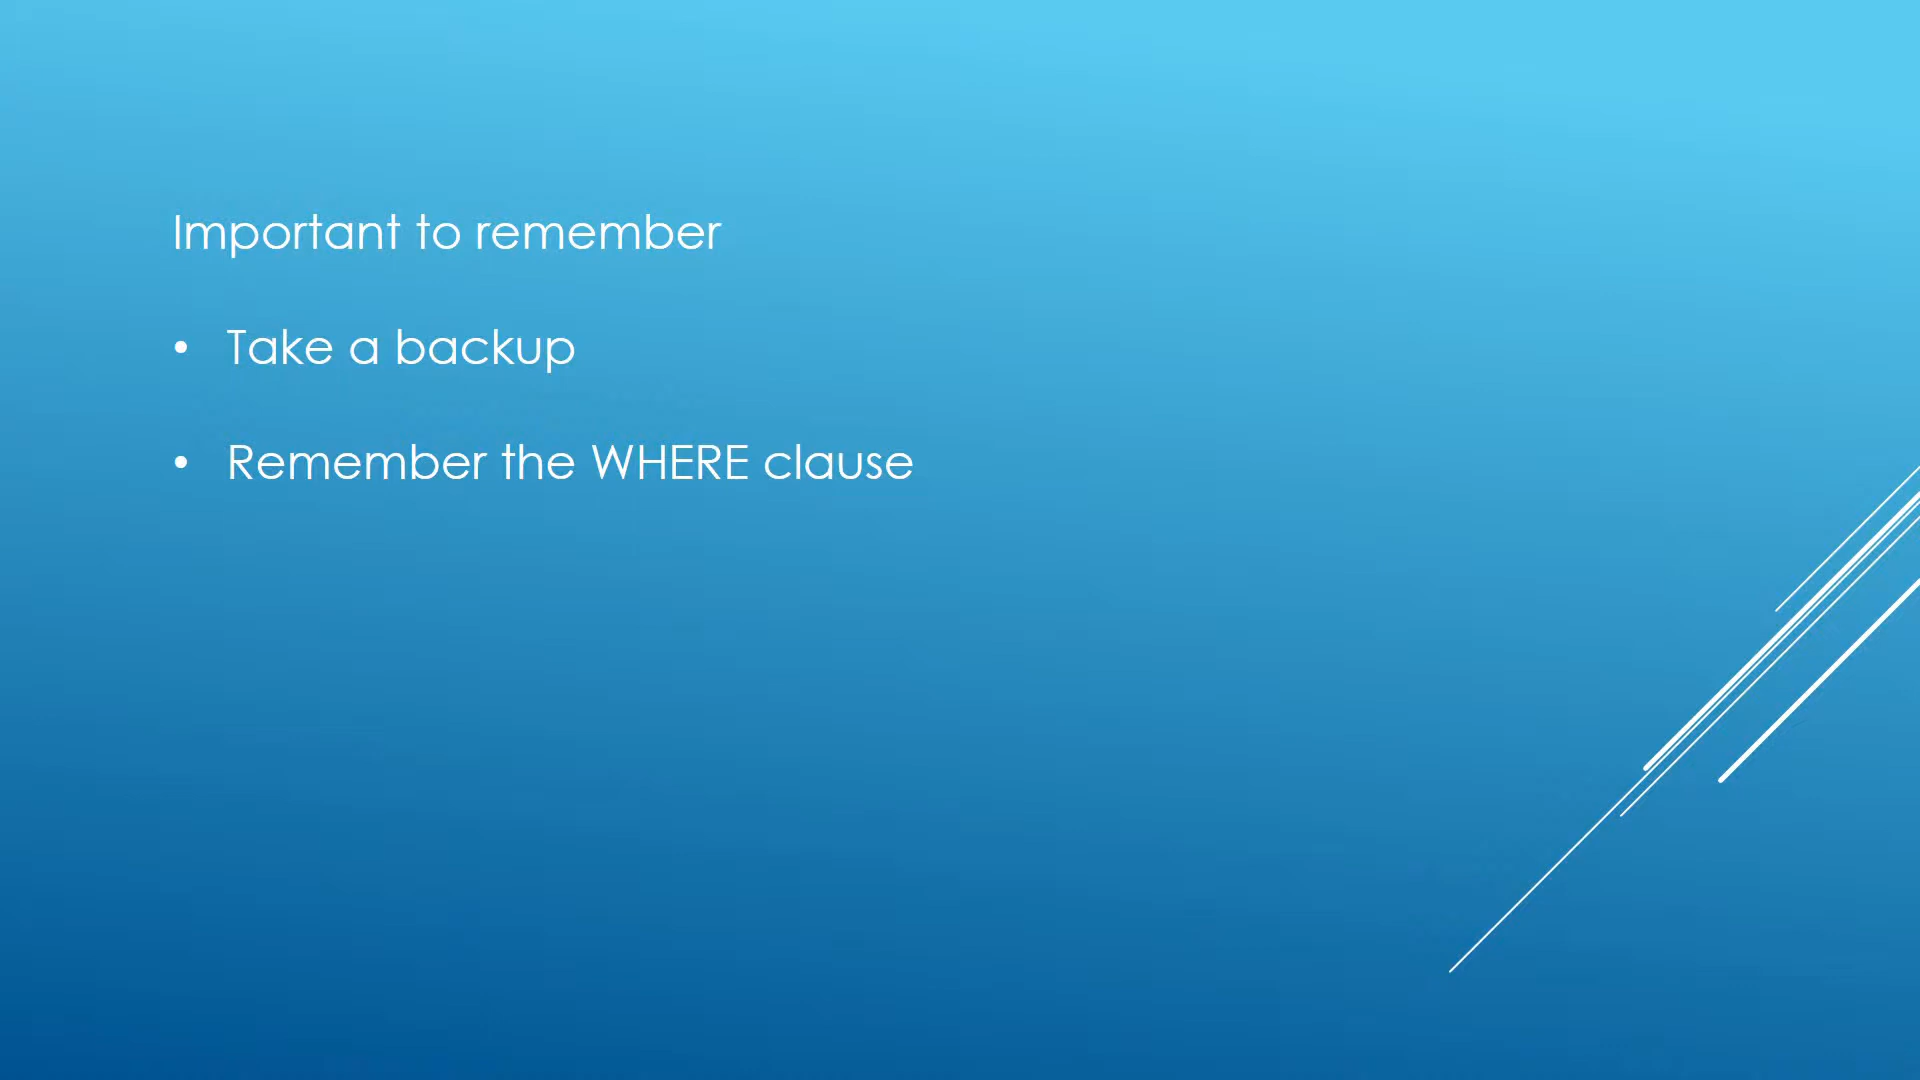 Important to remember
• Take a backup
• Remember the WHERE clause